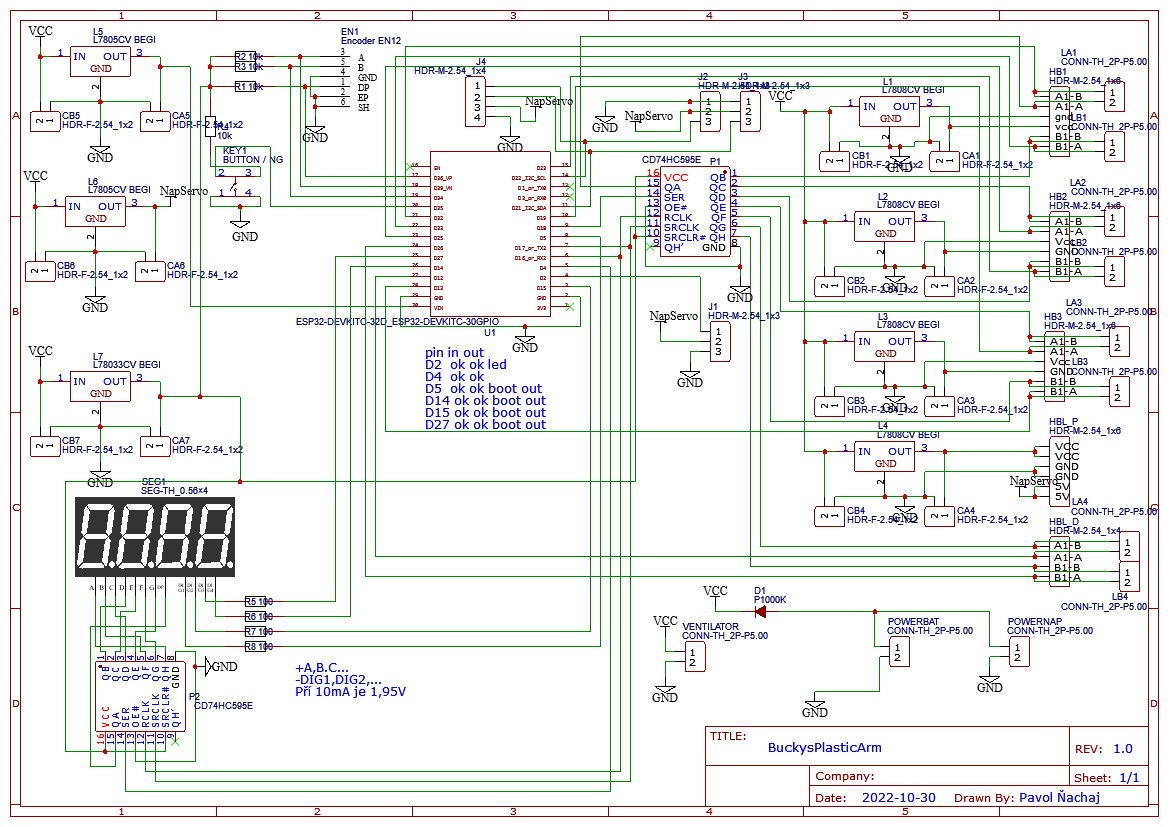 1 2 3 4 5
A
B
C
D
VCC
L5
L7805CV BEGI
1 IN OUT 3
GND
2
CB5
HDR-F-2.54_1x2
CA5
HDR-F-2.54_1x2
GND
VCC
L6
L7805CV BEGI
1 IN OUT 3
GND
2
NapServo
CB6
HDR-F-2.54_1x2
CA6
HDR-F-2.54_1x2
GND
VCC
L7
L78033CV BEGI
1 IN OUT 3
GND
2
CB7
HDR-F-2.54_1x2
CA7
HDR-F-2.54_1x2
GND
R2 10k
R3 10k
R1 10k
10k
KEY1
BUTTON / NG
2 3
1 4
GND
EN1
Encoder EN12
3 A
5 B
4 GND
1 DP
2 EP
6 SH
GND
J4
HDR-M-2.54_1x4
1
2
3
4
NapServo
GND
ESP32-DEVKITC-32D_ESP32-DEVKITC-30GPIO
U1
GND
pin in out
D2 ok ok led
D4 ok ok
D5 ok ok boot out
D14 ok ok boot out
D15 ok ok boot out
D27 ok ok boot out
J2
HDR-M-2.54_1x3
J3
HDR-M-2.54_1x3
1
2
3
1
2
3
GND
NapServo
VCC
CD74HC595E P1
16 VCC QB 1
15 QA QC 2
14 SER QD 3
13 OE# QE 4
12 RCLK QF 5
11 SRCLK QG 6
10 SRCLR# QH 7
9 QH' GND 8
GND
J1
HDR-M-2.54_1x3
NapServo
1
2
3
GND
L1
L7808CV BEGI
1 IN OUT 3
GND
2
CB1
HDR-F-2.54_1x2
CA1
HDR-F-2.54_1x2
GND
L2
L7808CV BEGI
1 IN OUT 3
GND
2
CB2
HDR-F-2.54_1x2
CA2
HDR-F-2.54_1x2
GND
L3
L7808CV BEGI
1 IN OUT 3
GND
2
CB3
HDR-F-2.54_1x2
CA3
HDR-F-2.54_1x2
GND
L4
L7808CV BEGI
1 IN OUT 3
GND
2
CB4
HDR-F-2.54_1x2
CA4
HDR-F-2.54_1x2
GND
LA1
CONN-TH_2P-P5.00
HB1
HDR-M-2.54_1x6
A1-B
A1-A
gnd
vcc
B1-B
B1-A
LB1
CONN-TH_2P-P5.00
LA2
CONN-TH_2P-P5.00
HB2
HDR-M-2.54_1x6
A1-B
A1-A
Vcc
GND
B1-B
B1-A
LB2
CONN-TH_2P-P5.00
LA3
CONN-TH_2P-P5.00
HB3
HDR-M-2.54_1x6
A1-B
A1-A
Vcc
GND
B1-B
B1-A
LB3
CONN-TH_2P-P5.00
HBL_P
HDR-M-2.54_1x6
VCC
VCC
GND
GND
5V
5V
NapServo
LA4
CONN-TH_2P-P5.00
HBL_D
HDR-M-2.54_1x4
A1-B
A1-A
B1-B
B1-A
LB4
CONN-TH_2P-P5.00
SEG1
SEG-TH_0.56x4
A B C D E F G DP
R5 100
R6 100
R7 100
R8 100
+A,B.C...
-DIG1,DIG2,...
Pří 10mA je 1,95V
GND
P2
CD74HC595E
1 2 3 4 5 6 7 8
QB QC QD QE QF QG QH GND
VCC QA SER OE# RCLK SRCLK SRCLR# QH'
16 15 14 13 12 11 10 9
VCC
D1
P1000K
VCC
VENTILATOR
CONN-TH_2P-P5.00
1
2
GND
POWERBAT
CONN-TH_2P-P5.00
1
2
GND
POWERNAP
CONN-TH_2P-P5.00
1
2
GND
TITLE:
BuckysPlasticArm
REV: 1.0
Company:
Sheet: 1/1
Date: 2022-10-30 Drawn By: Pavol Ňachaj
1 2 3 4 5